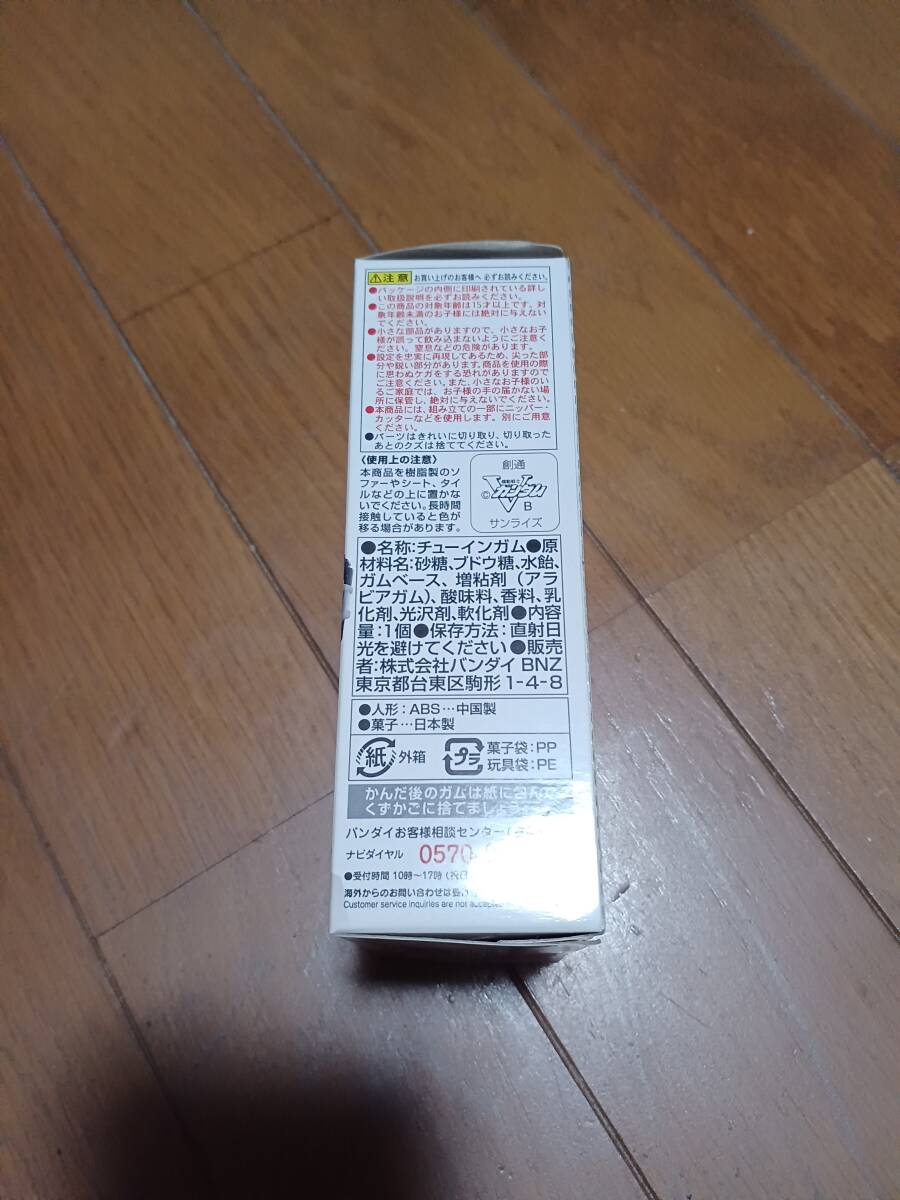 ⚠注意 お買い上げのお客様へ 必ずお読みください。
●パッケージの内側に印刷されている詳し
い取扱説明を必ずお読みください。
●この商品の対象年齢は15才以上です。対
象年齢未満のお子様には絶対に与えない
でください。
●小さな部品がありますので、小さなお子
様が誤って飲み込まないようにご注意く
ださい。窒息などの危険があります。
●設定を忠実に再現してあるため、尖った部
分や鋭い部分があります。商品を使用の際
に思わぬケガをする恐れがありますので
ご注意ください。また、小さなお子様のい
るご家庭では、お子様の手の届かない場
所に保管し、絶対に与えないでください。
●本商品には、組み立ての一部にニッパー・
カッターなどを使用します。別にご用意
ください。
●パーツはきれいに切り取り、切り取った
あとのクズは捨ててください。
〈使用上の注意〉
本商品を樹脂製のソ
ファーやシート、タイ
ルなどの上に置かな
いでください。長時間
接触していると色が
移る場合があります。
創通
機動戦士
©Vガンダム
B
サンライズ
●名称:チューインガム●原
材料名:砂糖、ブドウ糖、水飴、
ガムベース、増粘剤(アラ
ビアガム)、酸味料、香料、乳
化剤、光沢剤、軟化剤●内容
量:1個●保存方法:直射日
光を避けてください●販売
者:株式会社バンダイ BNZ
東京都台東区駒形1-4-8
●人形:ABS…中国製
●菓子…日本製
紙 外箱
プラ 菓子袋:PP
玩具袋:PE
かんだ後のガムは紙に包んで
くずかごに捨てましょう。
バンダイお客様相談センター
ナビダイヤル 0570-
●受付時間 10時〜17時(祝日
海外からのお問い合わせは受け
Customer service inquiries are not accepted